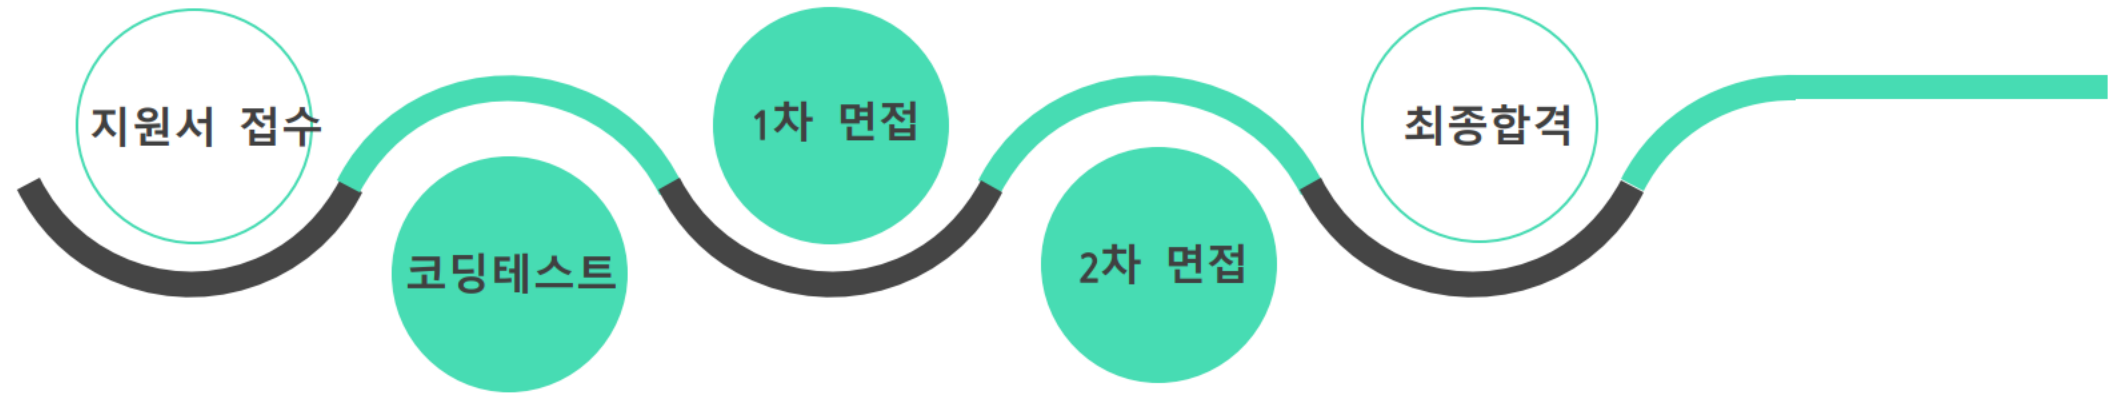 지원서 접수
코딩테스트
1차 면접
2차 면접
최종합격